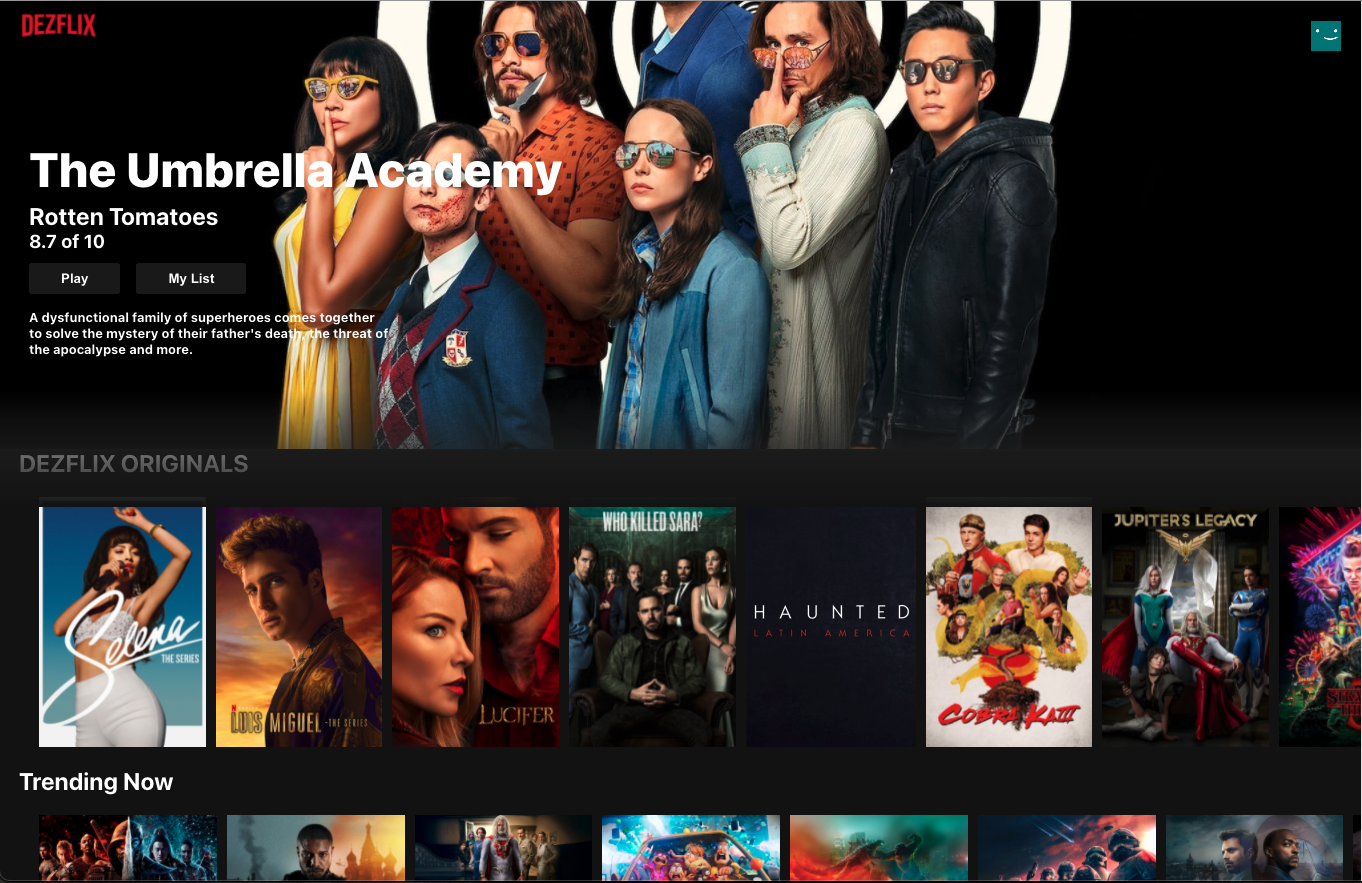 DEZFLIX
The Umbrella Academy
Rotten Tomatoes
8.7 of 10
Play
My List
A dysfunctional family of superheroes comes together
to solve the mystery of their father's death, the threat of
the apocalypse and more.
DEZFLIX ORIGINALS
Selena
THE SERIES
LUIS MIGUEL - THE SERIES
LUCIFER
WHO KILLED SARA?
HAUNTED
LATIN AMERICA
COBRA KAI III
JUPITER'S LEGACY
Trending Now